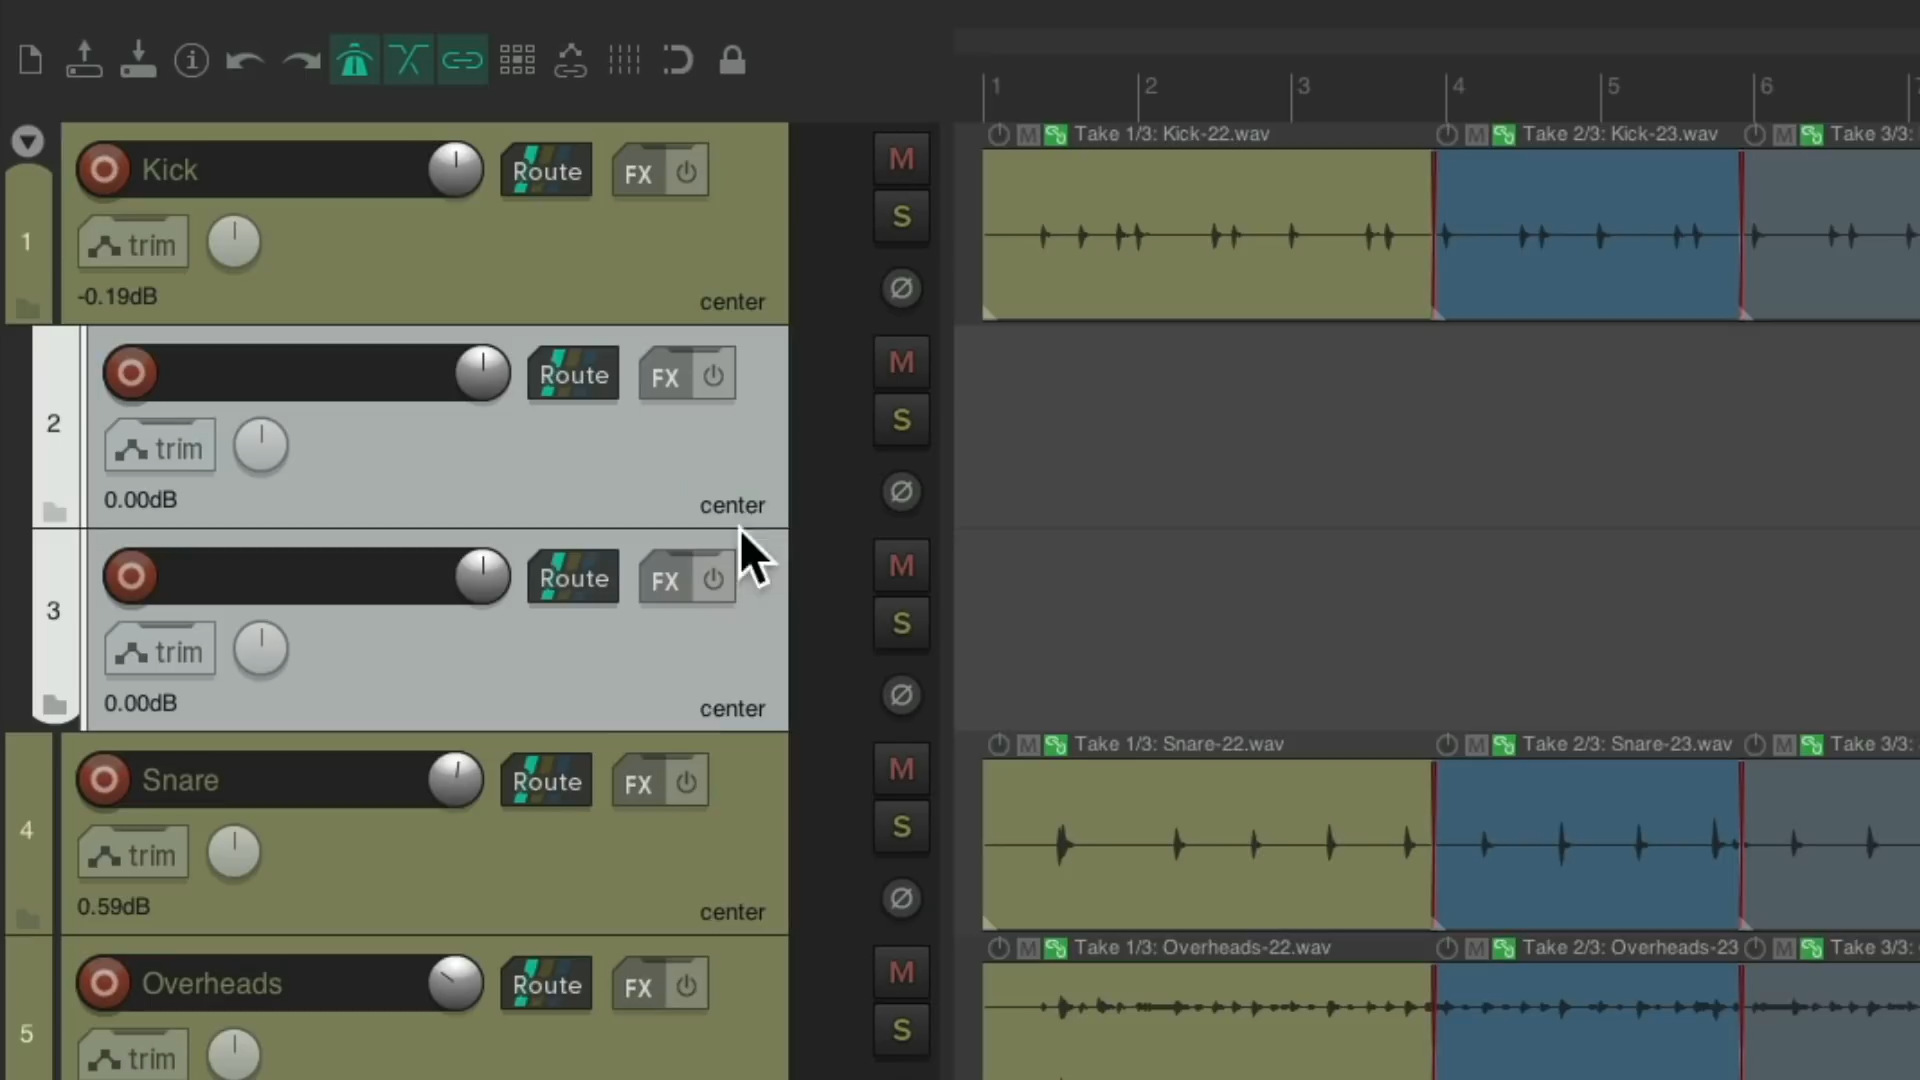 1 2 3 4 5 6 7
M Take 1/3: Kick-22.wav M Take 2/3: Kick-23.wav M Take 3/3:
Kick Route FX M
1 trim S
-0.19dB center Ø
Route FX M
2 trim S
0.00dB center Ø
Route FX M
3 trim S
0.00dB center Ø
M Take 1/3: Snare-22.wav M Take 2/3: Snare-23.wav M Take 3/3:
Snare Route FX M
4 trim S
0.59dB center Ø
M Take 1/3: Overheads-22.wav M Take 2/3: Overheads-23 M Take 3/3:
Overheads Route FX M
5 trim S